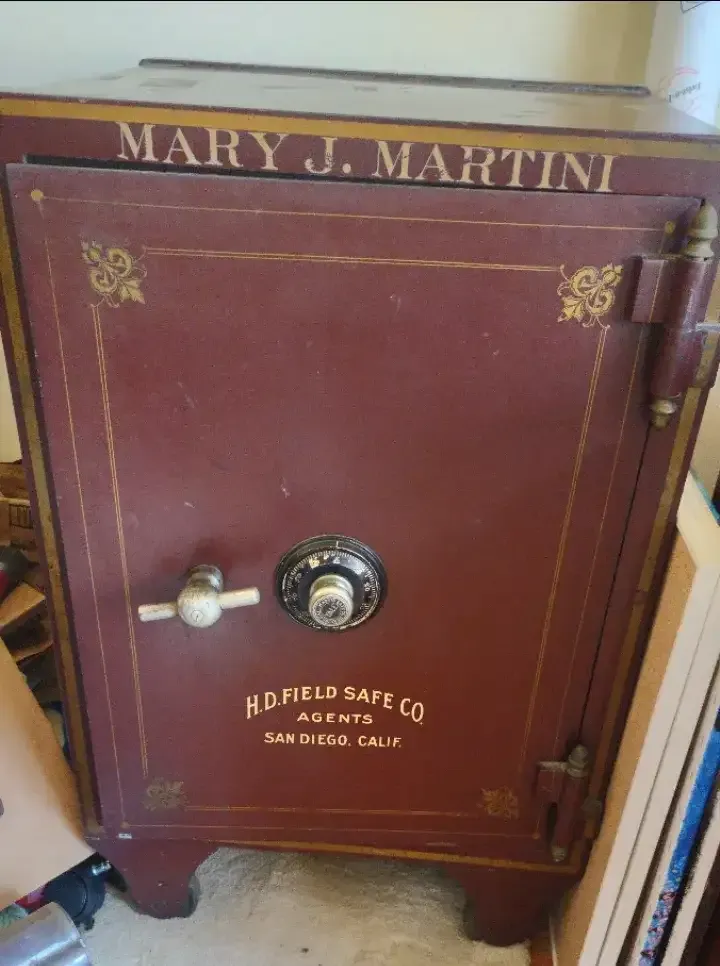 MARY J. MARTINI
H.D. FIELD SAFE CO.
AGENTS
SAN DIEGO, CALIF.